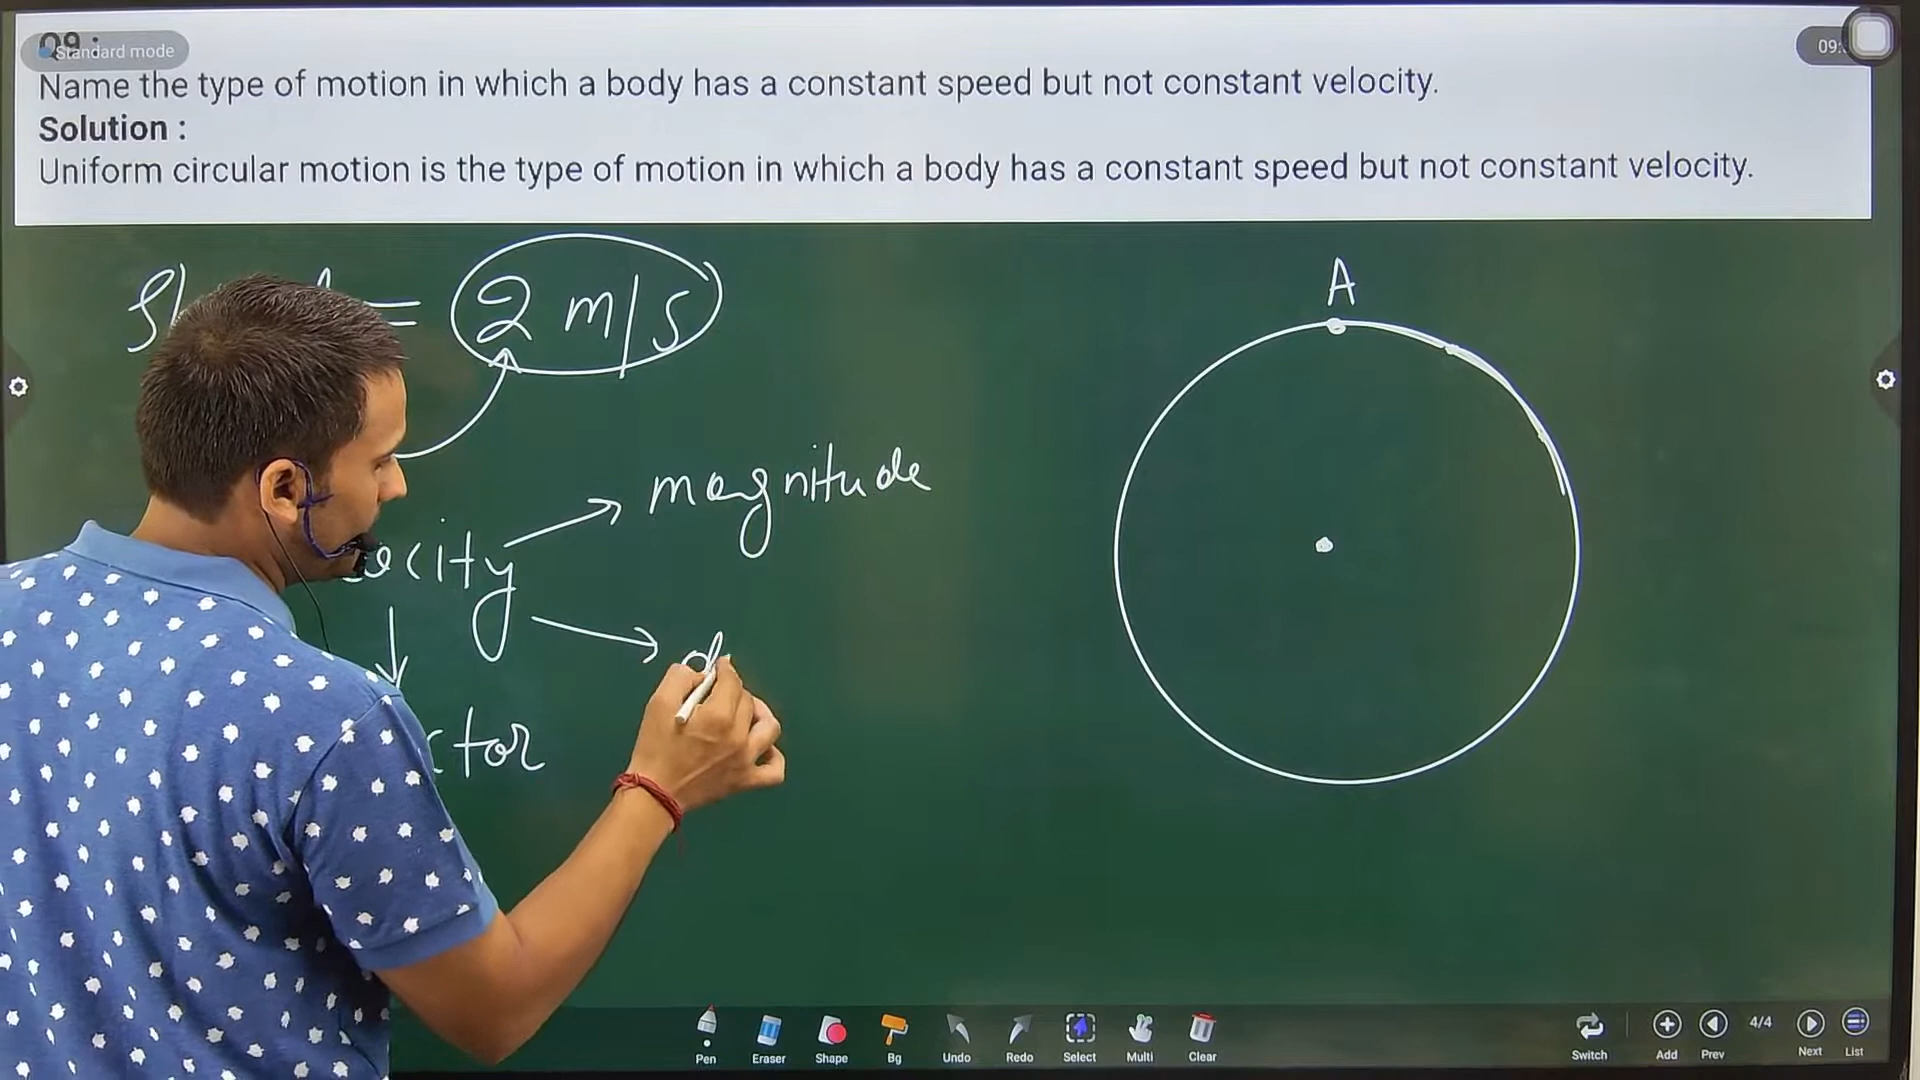 Q9 :
Standard mode
09:
Name the type of motion in which a body has a constant speed but not constant velocity.
Solution :
Uniform circular motion is the type of motion in which a body has a constant speed but not constant velocity.
= 2 m/s
A
magnitude
ocity
d
ctor
Pen Eraser Shape Bg Undo Redo Select Multi Clear Switch Add Prev 4/4 Next List